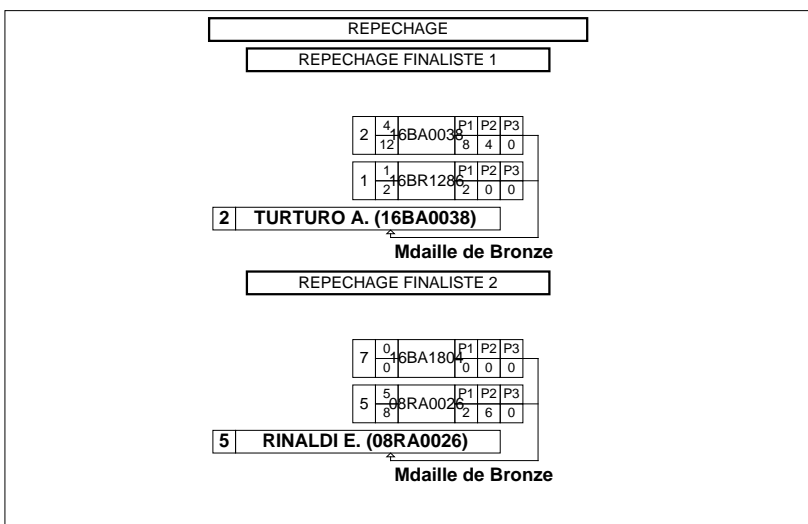 REPECHAGE
REPECHAGE FINALISTE 1
2 4 16BA0038 P1 P2 P3
12 8 4 0
1 1 16BR1286 P1 P2 P3
2 2 0 0
2 TURTURO A. (16BA0038)
Mdaille de Bronze
REPECHAGE FINALISTE 2
7 0 16BA1804 P1 P2 P3
0 0 0 0
5 5 08RA0026 P1 P2 P3
8 2 6 0
5 RINALDI E. (08RA0026)
Mdaille de Bronze